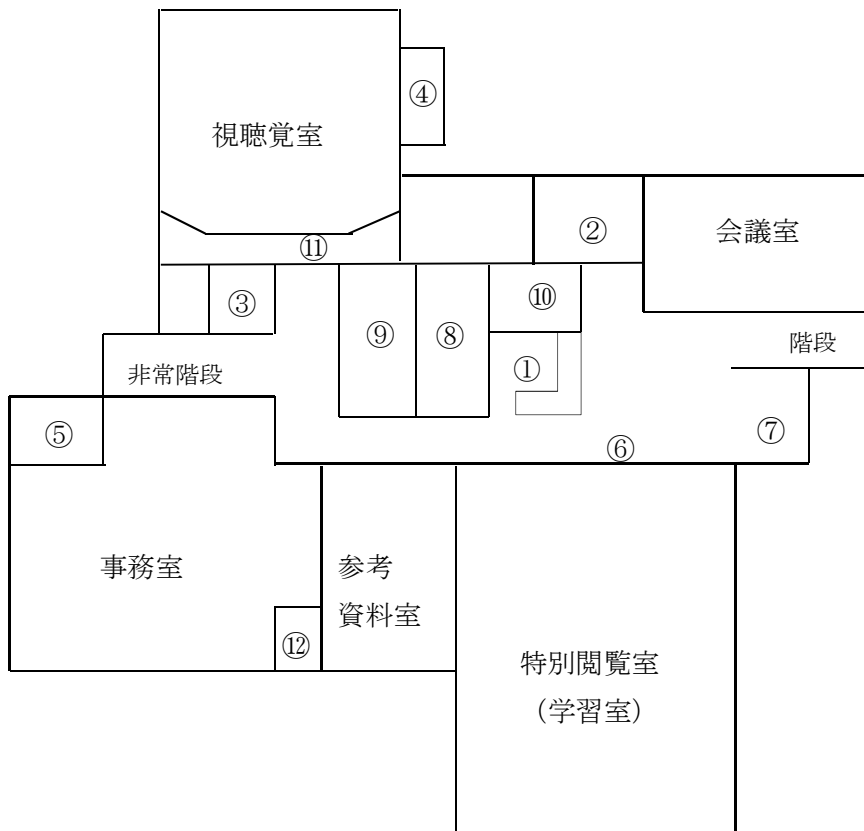 ④
視聴覚室
②
会議室
⑪
③
⑩
⑨
⑧
階段
①
非常階段
⑤
⑦
⑥
事務室
参考
資料室
⑫
特別閲覧室
（学習室）